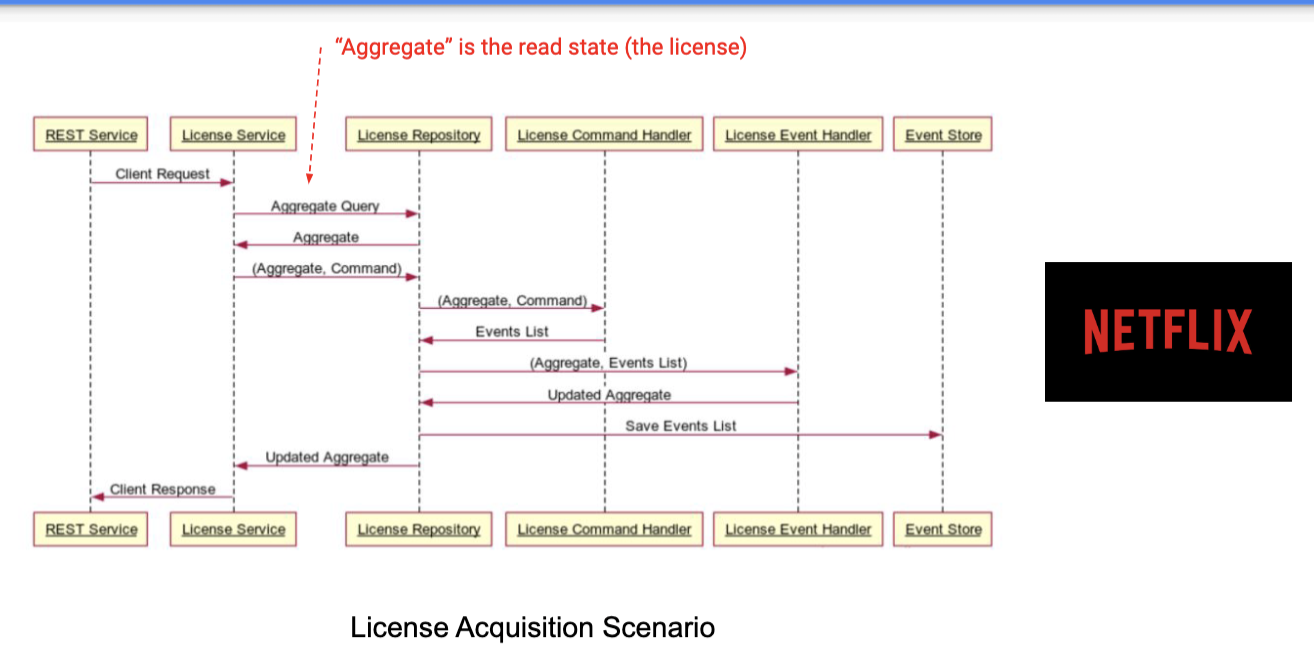 “Aggregate” is the read state (the license)
REST Service
License Service
License Repository
License Command Handler
License Event Handler
Event Store
Client Request
Aggregate Query
Aggregate
(Aggregate, Command)
(Aggregate, Command)
Events List
(Aggregate, Events List)
Updated Aggregate
Save Events List
Updated Aggregate
Client Response
REST Service
License Service
License Repository
License Command Handler
License Event Handler
Event Store
NETFLIX
License Acquisition Scenario